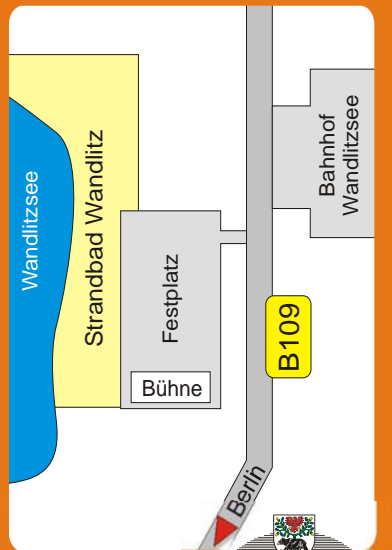 Wandlitzsee
Strandbad Wandlitz
Festplatz
Bühne
B109
Bahnhof
Wandlitzsee
Berlin